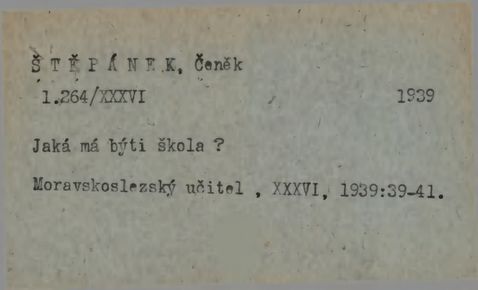 Š T Ě P Á N E K, Čeněk
1.264/XXXVI 1939
Jaká má býti škola ?
Moravskoslezský učitel , XXXVI, 1939:39-41.